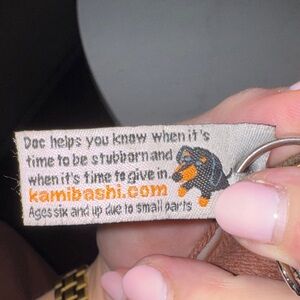 Doc helps you know when it's
time to be stubborn and
when it's time to give in.
kamibashi.com
Ages six and up due to small parts